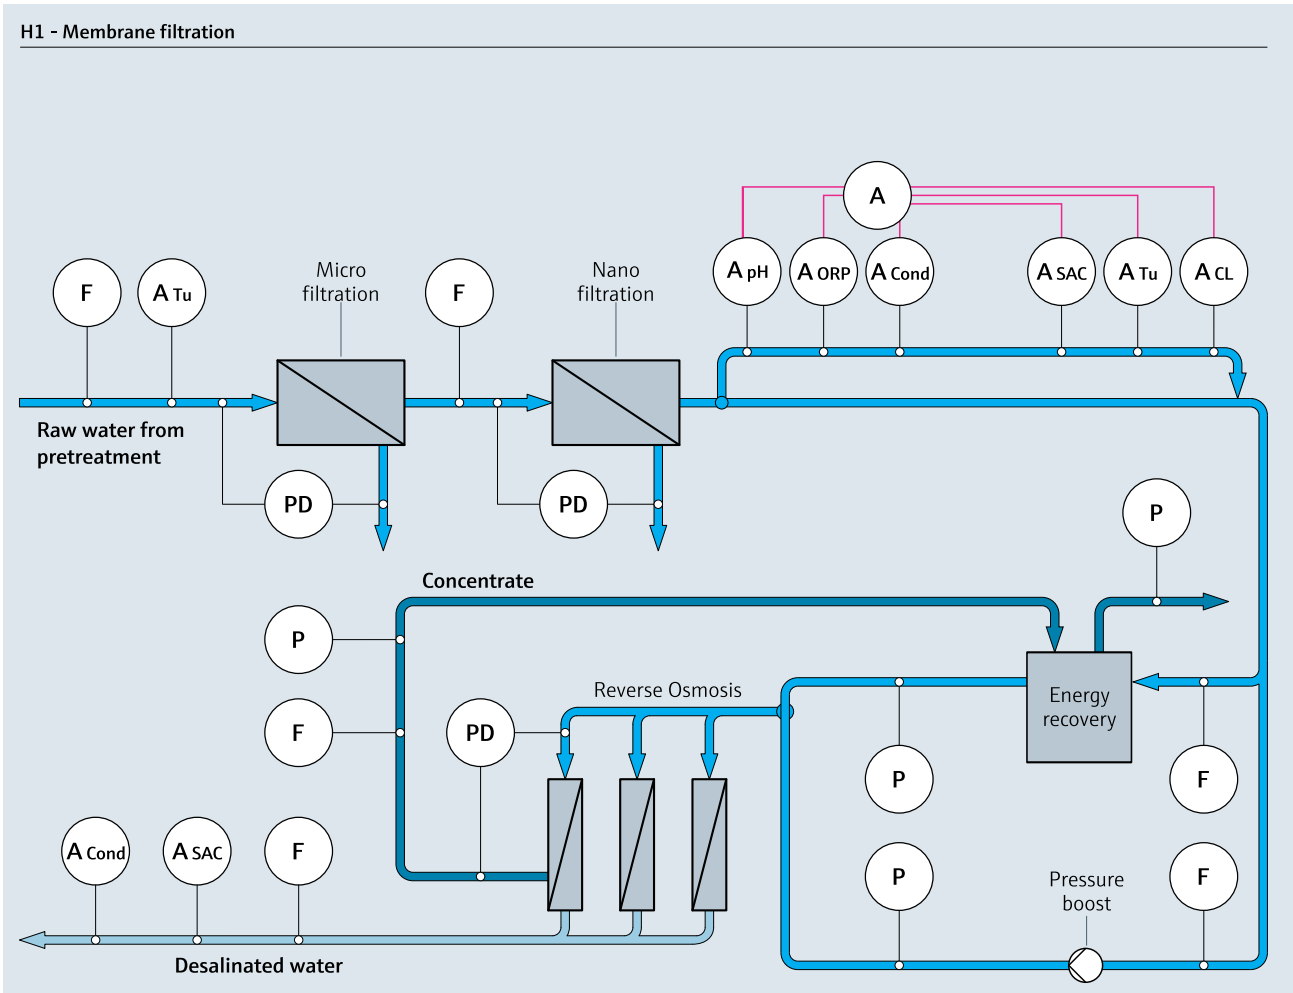 H1 - Membrane filtration
A
A pH
A ORP
A Cond
A SAC
A Tu
A CL
F
A Tu
Micro
filtration
F
Nano
filtration
Raw water from
pretreatment
PD
PD
P
Concentrate
P
F
PD
Reverse Osmosis
Energy
recovery
P
F
A Cond
A SAC
F
P
Pressure
boost
F
Desalinated water